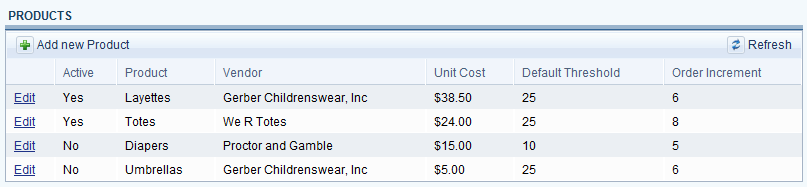 PRODUCTS
Add new Product Refresh
Active Product Vendor Unit Cost Default Threshold Order Increment
Edit Yes Layettes Gerber Childrenswear, Inc $38.50 25 6
Edit Yes Totes We R Totes $24.00 25 8
Edit No Diapers Proctor and Gamble $15.00 10 5
Edit No Umbrellas Gerber Childrenswear, Inc $5.00 25 6